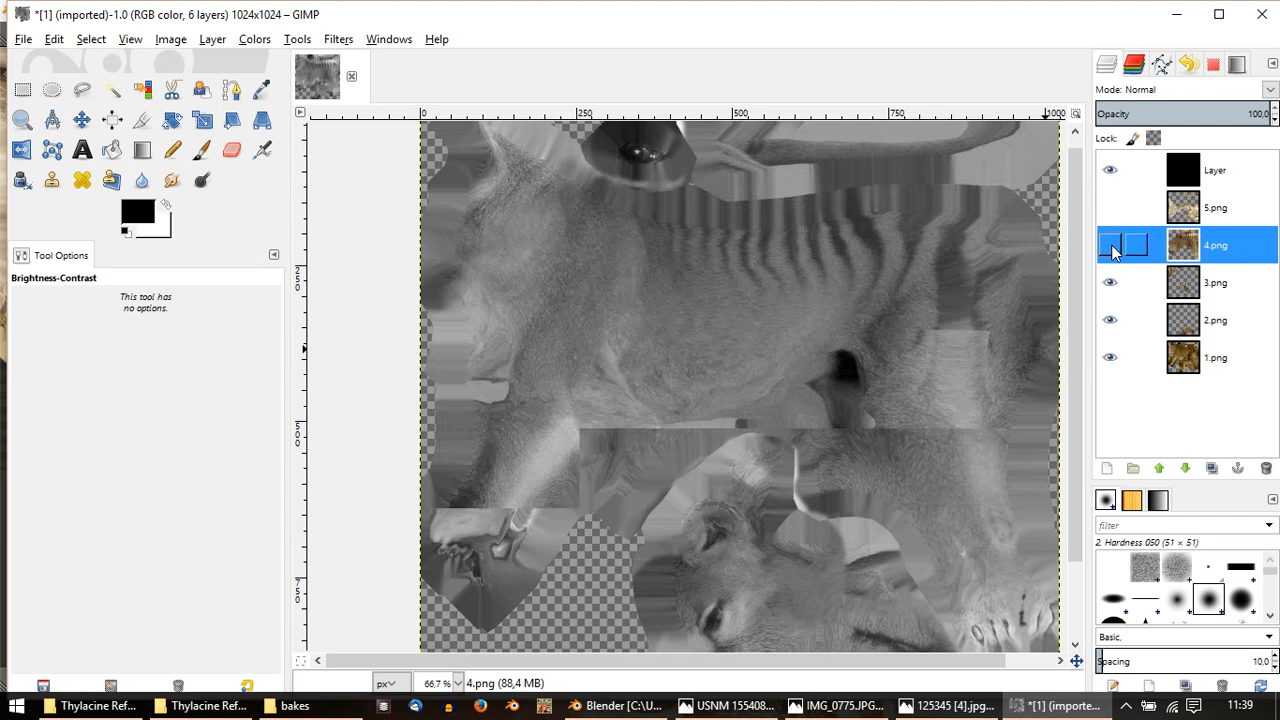 *[1] (imported)-1.0 (RGB color, 6 layers) 1024x1024 – GIMP
File Edit Select View Image Layer Colors Tools Filters Windows Help
Mode: Normal
Opacity 100,0
Lock:
Layer
5.png
4.png
3.png
2.png
1.png
Tool Options
Brightness-Contrast
This tool has
no options.
0 250 500 750 1000
250
500
750
filter
2. Hardness 050 (51 × 51)
Basic,
Spacing 10,0
px 66,7 % 4.png (88,4 MB)
Thylacine Ref... Thylacine Ref... bakes Blender [C:\U... USNM 155408... IMG_0775.JPG... 125345 [4].jpg... *[1] (importe... 11:39